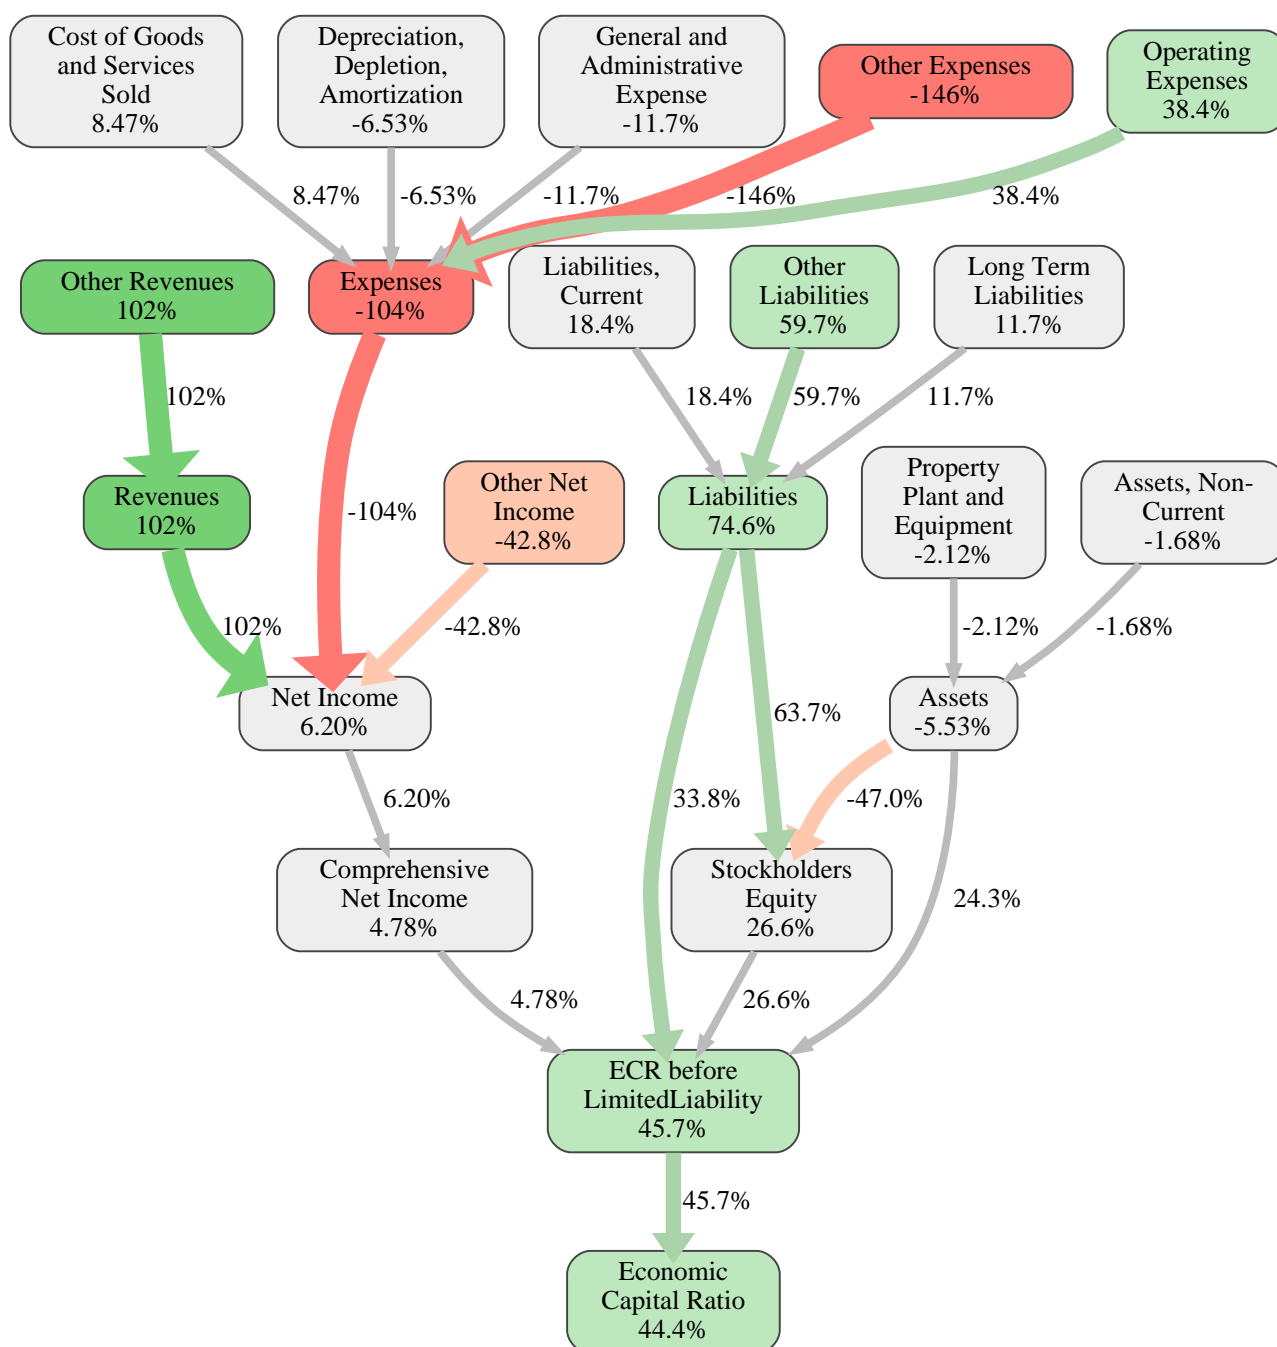 Cost of Goods
and Services
Sold
8.47%
Depreciation,
Depletion,
Amortization
-6.53%
General and
Administrative
Expense
-11.7%
Other Expenses
-146%
Operating
Expenses
38.4%
8.47%
-6.53%
-11.7%
-146%
38.4%
Other Revenues
102%
Expenses
-104%
Liabilities,
Current
18.4%
Other
Liabilities
59.7%
Long Term
Liabilities
11.7%
102%
18.4%
59.7%
11.7%
Revenues
102%
-104%
Other Net
Income
-42.8%
Liabilities
74.6%
Property
Plant and
Equipment
-2.12%
Assets, Non-
Current
-1.68%
102%
-42.8%
63.7%
-2.12%
-1.68%
Net Income
6.20%
Assets
-5.53%
6.20%
33.8%
-47.0%
Comprehensive
Net Income
4.78%
Stockholders
Equity
26.6%
24.3%
4.78%
26.6%
ECR before
LimitedLiability
45.7%
45.7%
Economic
Capital Ratio
44.4%